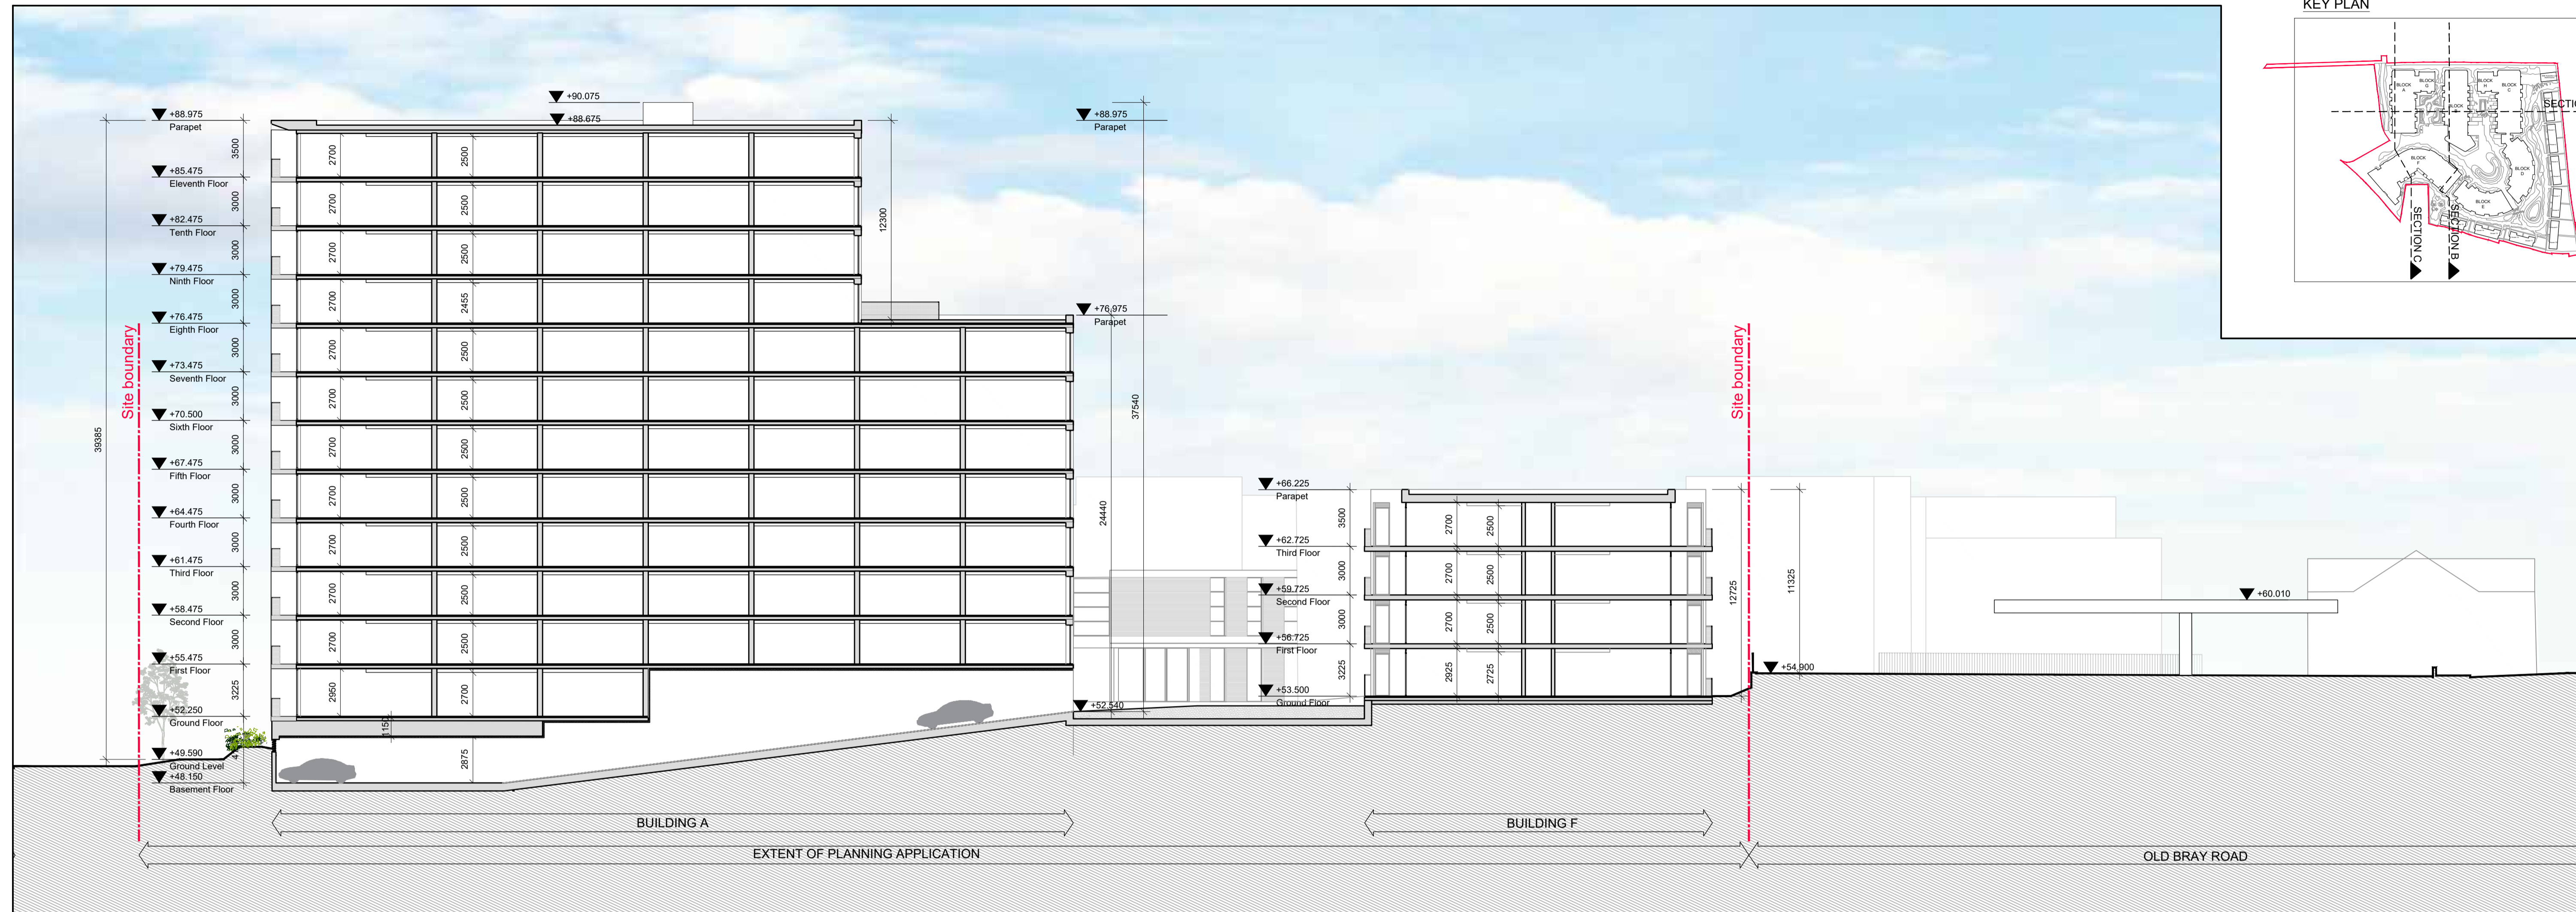 KEY PLAN
BLOCK
A
BLOCK
G
BLOCK
H
BLOCK
C
BLOCK
F
BLOCK
D
BLOCK
E
SECTION C
SECTION B
+90.075
+88.675
+88.975
Parapet
+85.475
Eleventh Floor
+82.475
Tenth Floor
+79.475
Ninth Floor
+76.475
Eighth Floor
+73.475
Seventh Floor
+70.500
Sixth Floor
+67.475
Fifth Floor
+64.475
Fourth Floor
+61.475
Third Floor
+58.475
Second Floor
+55.475
First Floor
+52.250
Ground Floor
+49.590
Ground Level
+48.150
Basement Floor
39385
Site boundary
3500
3000
3000
3000
3000
3000
3000
3000
3000
3000
3000
3225
2700
2500
2700
2500
2700
2500
2700
2455
2700
2500
2700
2500
2700
2500
2700
2500
2700
2500
2700
2500
2700
2500
2950
2700
1150
2875
12300
+88.975
Parapet
+76.975
Parapet
37540
24440
+52.540
+66.225
Parapet
+62.725
Third Floor
+59.725
Second Floor
+56.725
First Floor
+53.500
Ground Floor
3500
3000
3000
3225
2700
2500
2700
2500
2700
2500
2925
2725
12725
Site boundary
11325
+54.900
+60.010
BUILDING A
BUILDING F
EXTENT OF PLANNING APPLICATION
OLD BRAY ROAD